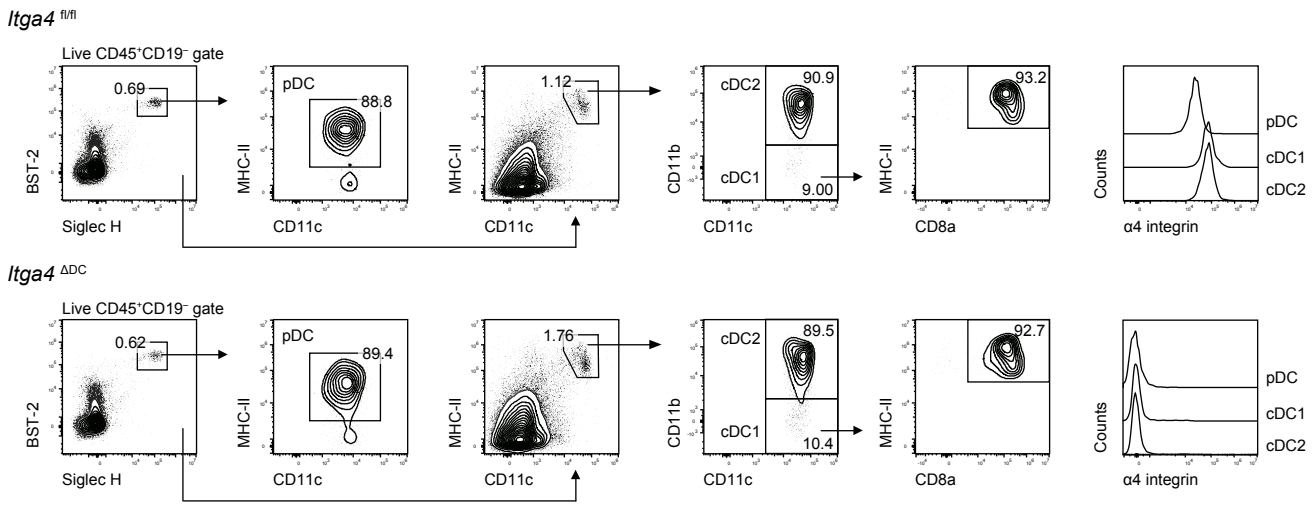 Itga4 fl/fl
Live CD45⁺CD19⁻ gate
0.69
BST-2
Siglec H
pDC
88.8
MHC-II
CD11c
1.12
MHC-II
CD11c
cDC2
90.9
cDC1
9.00
CD11b
CD11c
93.2
MHC-II
CD8a
pDC
cDC1
cDC2
Counts
α4 integrin
Itga4 ΔDC
Live CD45⁺CD19⁻ gate
0.62
BST-2
Siglec H
pDC
89.4
MHC-II
CD11c
1.76
MHC-II
CD11c
cDC2
89.5
cDC1
10.4
CD11b
CD11c
92.7
MHC-II
CD8a
pDC
cDC1
cDC2
Counts
α4 integrin